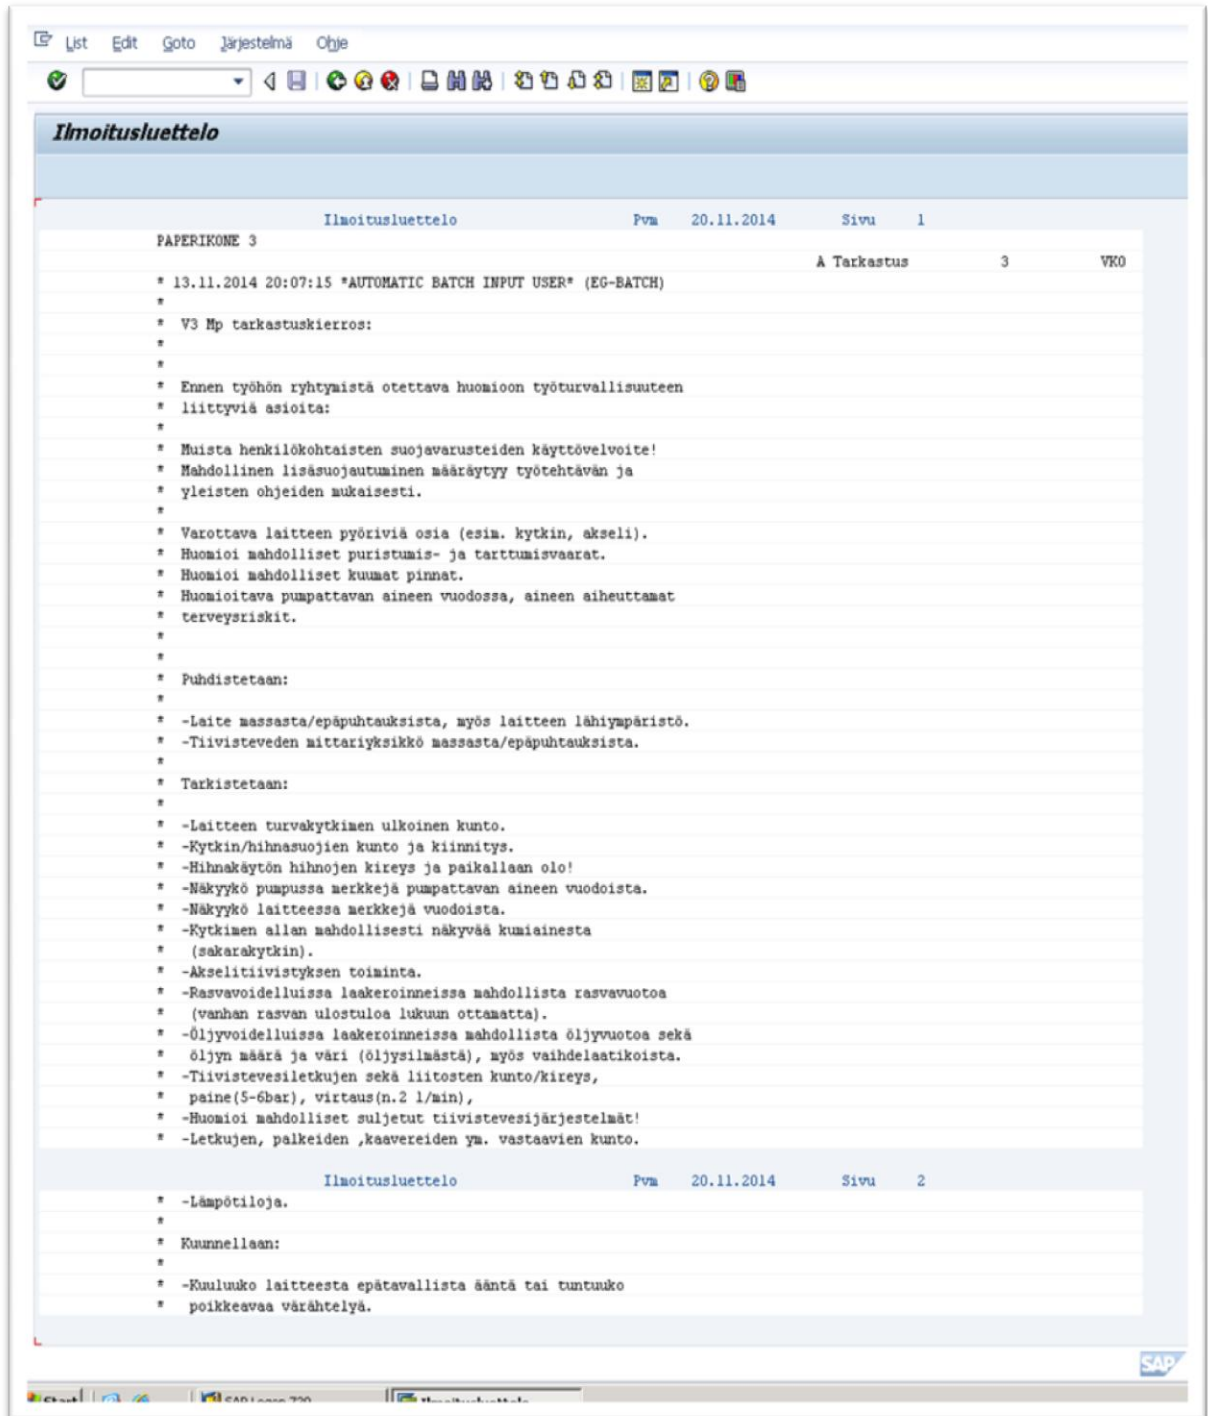 List Edit Goto Järjestelmä Ohje
Ilmoitusluettelo
Ilmoitusluettelo Pvm 20.11.2014 Sivu 1
PAPERIKONE 3
A Tarkastus 3 VKO
* 13.11.2014 20:07:15 *AUTOMATIC BATCH INPUT USER* (EG-BATCH)
*
* V3 Mp tarkastuskierros:
*
*
* Ennen työhön ryhtymistä otettava huomioon työturvallisuuteen
* liittyviä asioita:
*
* Muista henkilökohtaisten suojavarusteiden käyttövelvoite!
* Mahdollinen lisäsuojautuminen määräytyy työtehtävän ja
* yleisten ohjeiden mukaisesti.
*
* Varottava laitteen pyöriviä osia (esim. kytkin, akseli).
* Huomioi mahdolliset puristumis- ja tarttumisvaarat.
* Huomioi mahdolliset kuumat pinnat.
* Huomioitava pumpattavan aineen vuodossa, aineen aiheuttamat
* terveysriskit.
*
*
* Puhdistetaan:
*
* -Laite massasta/epäpuhtauksista, myös laitteen lähiympäristö.
* -Tiivisteveden mittariyksikkö massasta/epäpuhtauksista.
*
* Tarkistetaan:
*
* -Laitteen turvakytkimen ulkoinen kunto.
* -Kytkin/hihnasuojien kunto ja kiinnitys.
* -Hihnakäytön hihnojen kireys ja paikallaan olo!
* -Näkyykö pumpussa merkkejä pumpattavan aineen vuodoista.
* -Näkyykö laitteessa merkkejä vuodoista.
* -Kytkimen allan mahdollisesti näkyvää kumiainesta
* (sakarakytkin).
* -Akselitiivistyksen toiminta.
* -Rasvavoidelluissa laakeroinneissa mahdollista rasvavuotoa
* (vanhan rasvan ulostuloa lukuun ottamatta).
* -Öljyvoidelluissa laakeroinneissa mahdollista öljyvuotoa sekä
* öljyn määrä ja väri (öljysilmästä), myös vaihdelaatikoista.
* -Tiivistevesiletkujen sekä liitosten kunto/kireys,
* paine(5-6bar), virtaus(n.2 l/min),
* -Huomioi mahdolliset suljetut tiivistevesijärjestelmät!
* -Letkujen, palkeiden ,kaavereiden ym. vastaavien kunto.
Ilmoitusluettelo Pvm 20.11.2014 Sivu 2
* -Lämpötiloja.
*
* Kuunnellaan:
*
* -Kuuluuko laitteesta epätavallista ääntä tai tuntuuko
* poikkeavaa värähtelyä.
SAP
Start SAP Logon 720 Ilmoitusluettelo